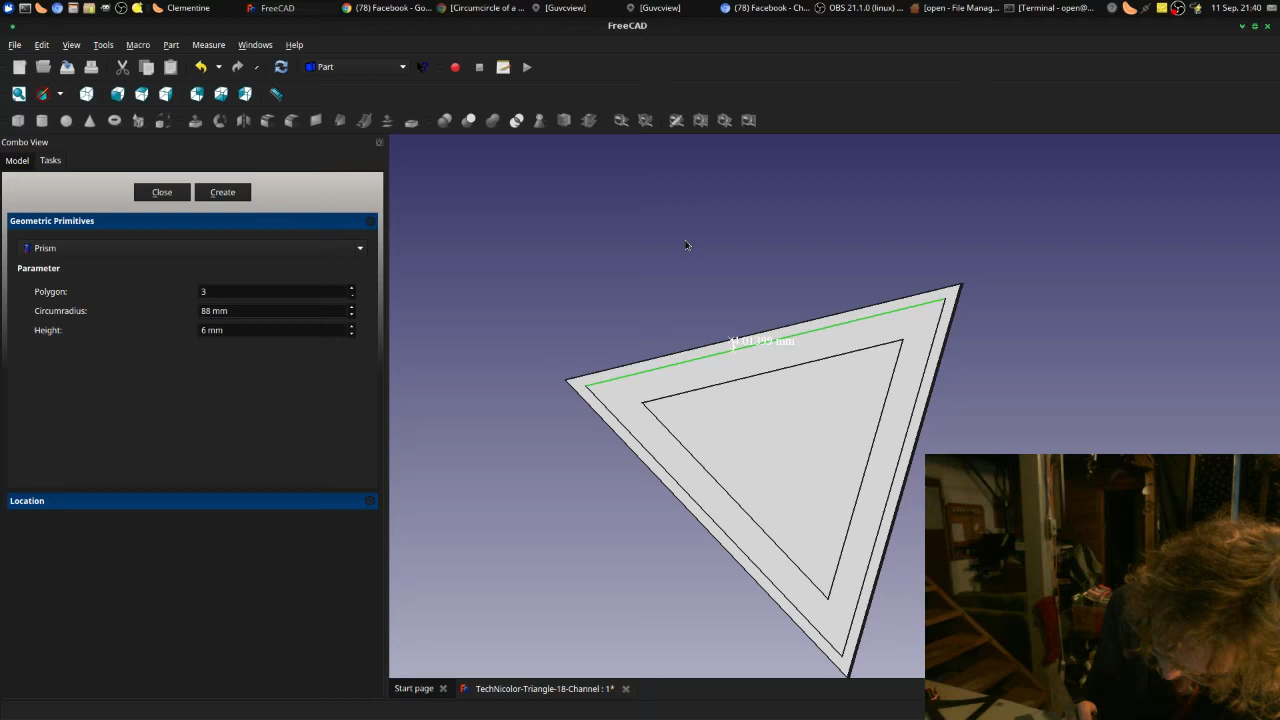 Clementine
FreeCAD
(78) Facebook - Go...
[Circumcircle of a ...
[Guvcview]
[Guvcview]
(78) Facebook - Ch...
OBS 21.1.0 (linux) ...
[open - File Manag...
[Terminal - open@...
11 Sep, 21:40
FreeCAD
File Edit View Tools Macro Part Measure Windows Help
Part
Combo View
Model Tasks
Close Create
Geometric Primitives
Prism
Parameter
Polygon: 3
Circumradius: 88 mm
Height: 6 mm
Location
mm
Start page
TechNicolor-Triangle-18-Channel : 1*